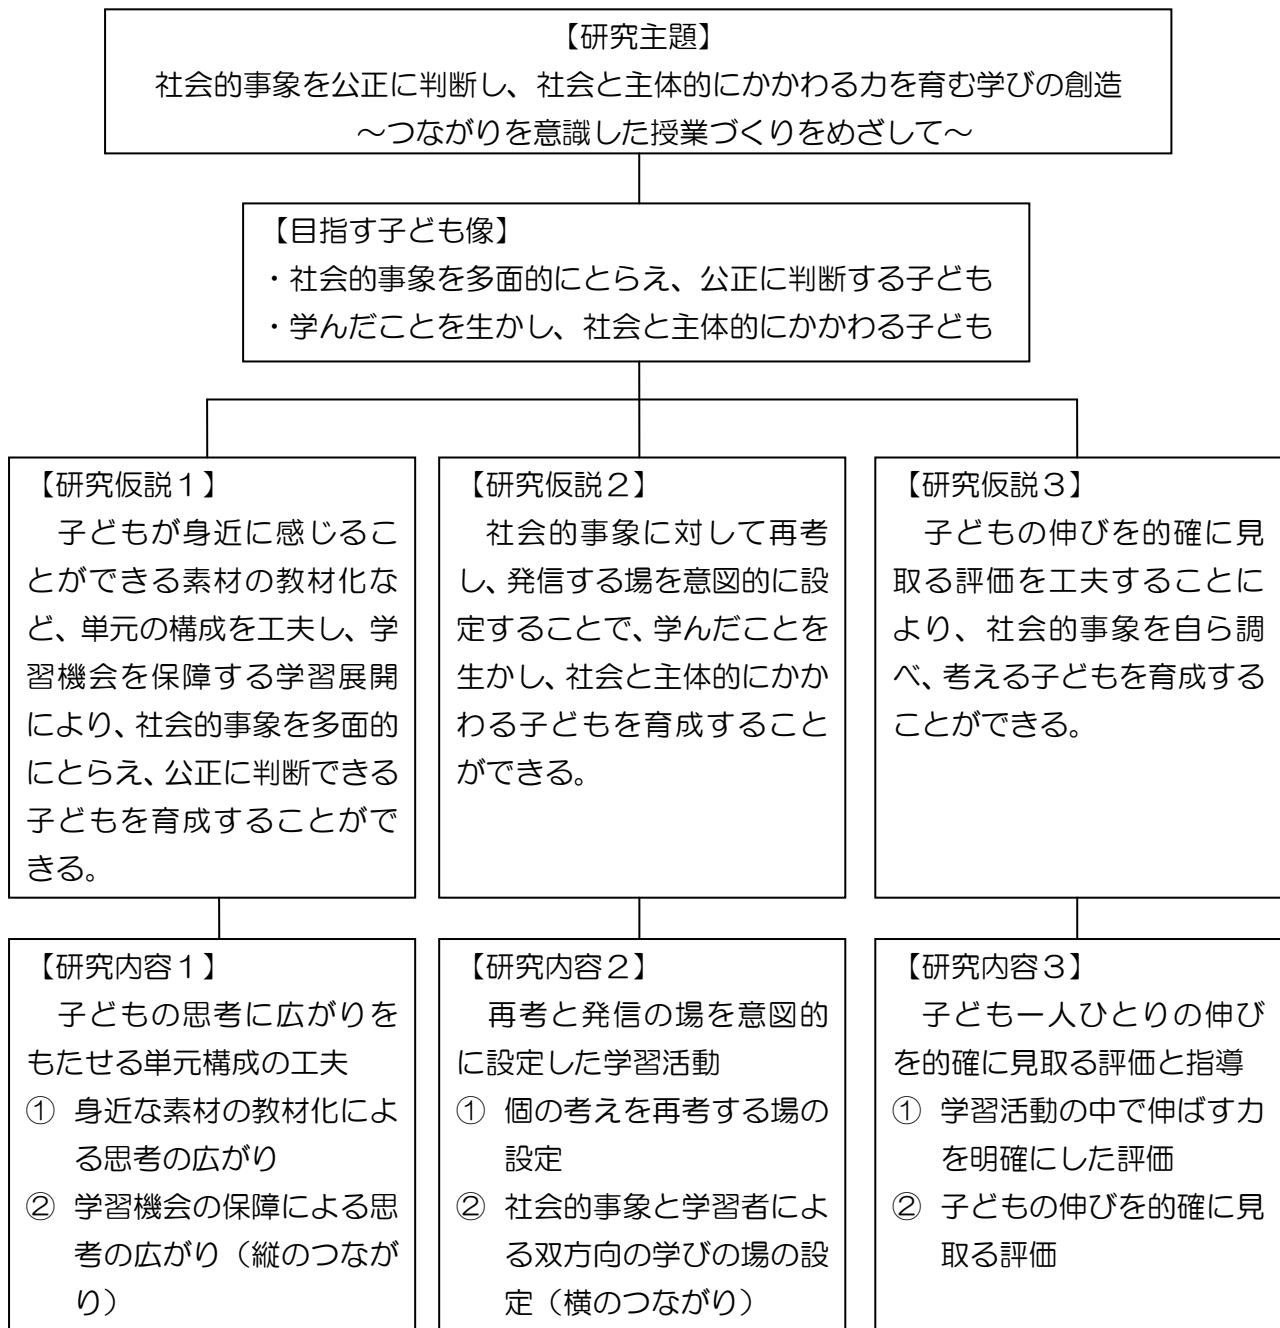 【研究主題】
社会的事象を公正に判断し、社会と主体的にかかわる力を育む学びの創造
～つながりを意識した授業づくりをめざして～
【目指す子ども像】
・社会的事象を多面的にとらえ、公正に判断する子ども
・学んだことを生かし、社会と主体的にかかわる子ども
【研究仮説１】
子どもが身近に感じるこ
とができる素材の教材化な
ど、単元の構成を工夫し、学
習機会を保障する学習展開
により、社会的事象を多面的
にとらえ、公正に判断できる
子どもを育成することがで
きる。
【研究仮説２】
社会的事象に対して再考
し、発信する場を意図的に設
定することで、学んだことを
生かし、社会と主体的にかか
わる子どもを育成すること
ができる。
【研究仮説３】
子どもの伸びを的確に見
取る評価を工夫することに
より、社会的事象を自ら調
べ、考える子どもを育成する
ことができる。
【研究内容１】
子どもの思考に広がりを
もたせる単元構成の工夫
① 身近な素材の教材化によ
る思考の広がり
② 学習機会の保障による思
考の広がり（縦のつなが
り）
【研究内容２】
再考と発信の場を意図的
に設定した学習活動
① 個の考えを再考する場の
設定
② 社会的事象と学習者によ
る双方向の学びの場の設
定（横のつながり）
【研究内容３】
子ども一人ひとりの伸び
を的確に見取る評価と指導
① 学習活動の中で伸ばす力
を明確にした評価
② 子どもの伸びを的確に見
取る評価